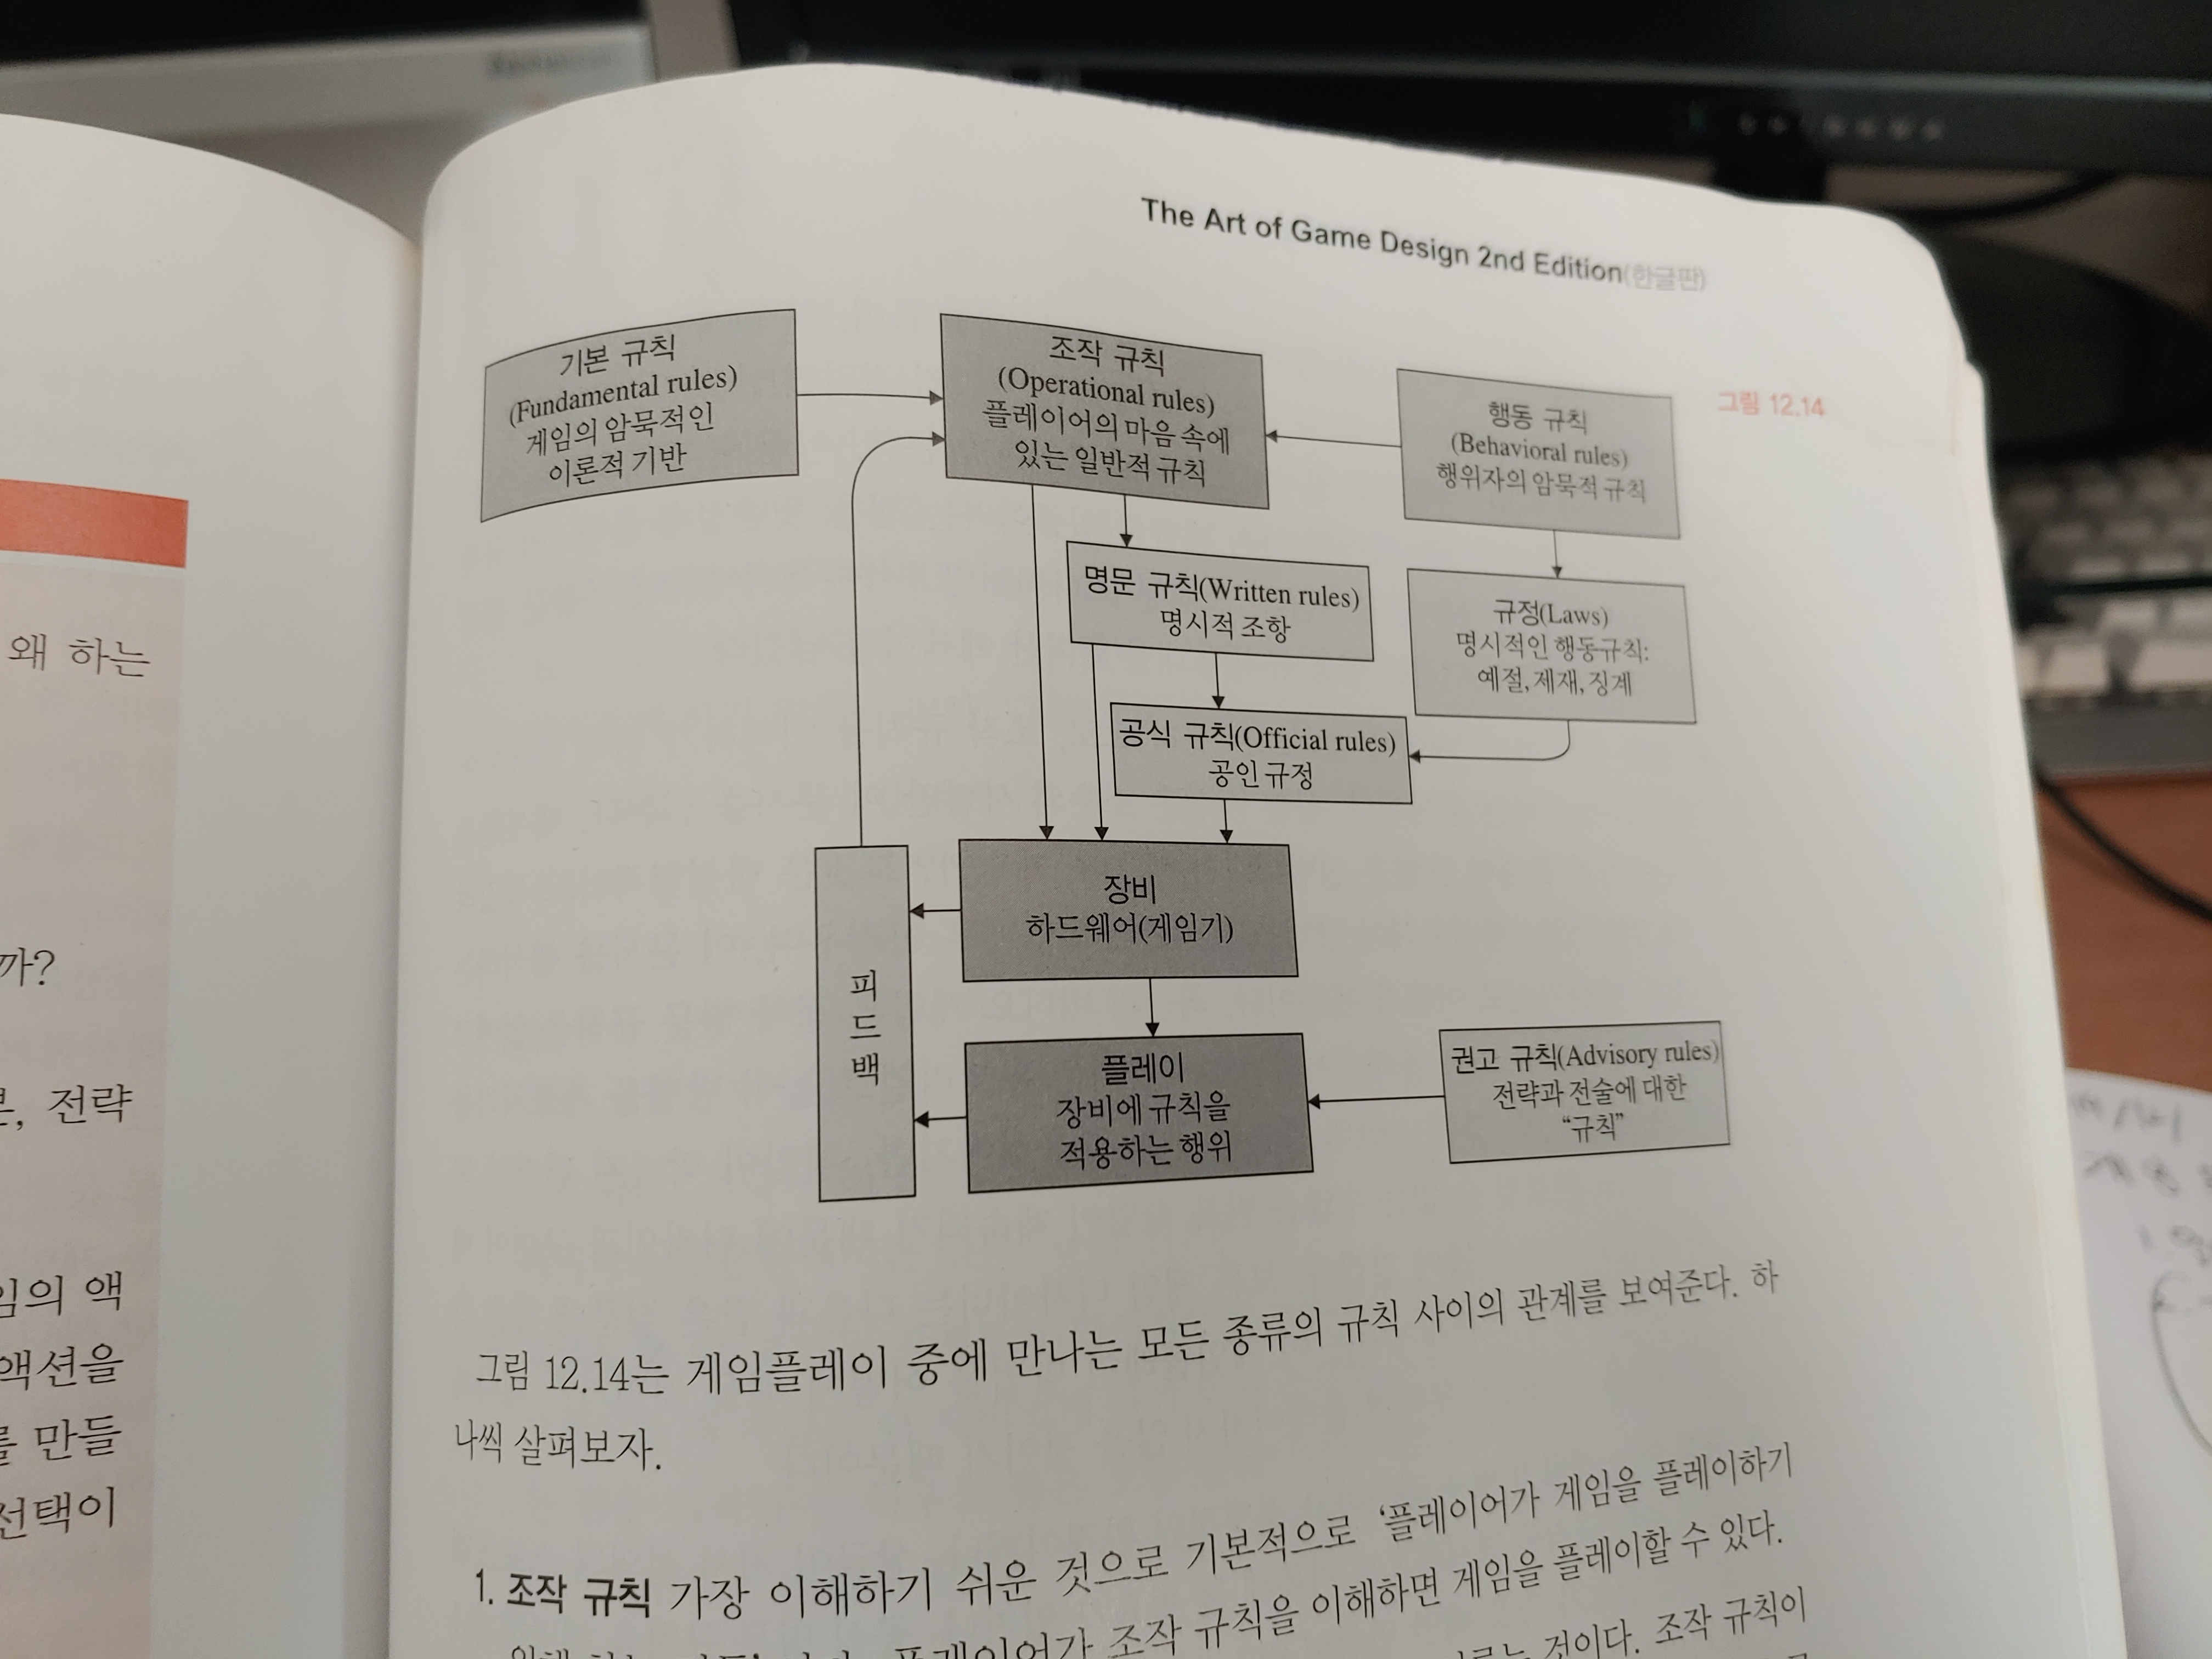 왜 하는
까?
전략
임의 액
액션을
를 만들
선택이
The Art of Game Design 2nd Edition(한글판)
기본 규칙
(Fundamental rules)
게임의 암묵적인
이론적 기반
조작 규칙
(Operational rules)
플레이어의 마음 속에
있는 일반적 규칙
행동 규칙
(Behavioral rules)
행위자의 암묵적 규칙
그림 12.14
명문 규칙(Written rules)
명시적 조항
규정(Laws)
명시적인 행동규칙:
예절, 제재, 징계
공식 규칙(Official rules)
공인 규정
장비
하드웨어(게임기)
피
드
백
플레이
장비에 규칙을
적용하는 행위
권고 규칙(Advisory rules)
전략과 전술에 대한
“규칙”
그림 12.14는 게임플레이 중에 만나는 모든 종류의 규칙 사이의 관계를 보여준다. 하
나씩 살펴보자.
1. 조작 규칙 가장 이해하기 쉬운 것으로 기본적으로 ‘플레이어가 게임을 플레이하기
플레이어가 조작 규칙을 이해하면 게임을 플레이할 수 있다.
것이다. 조작 규칙이